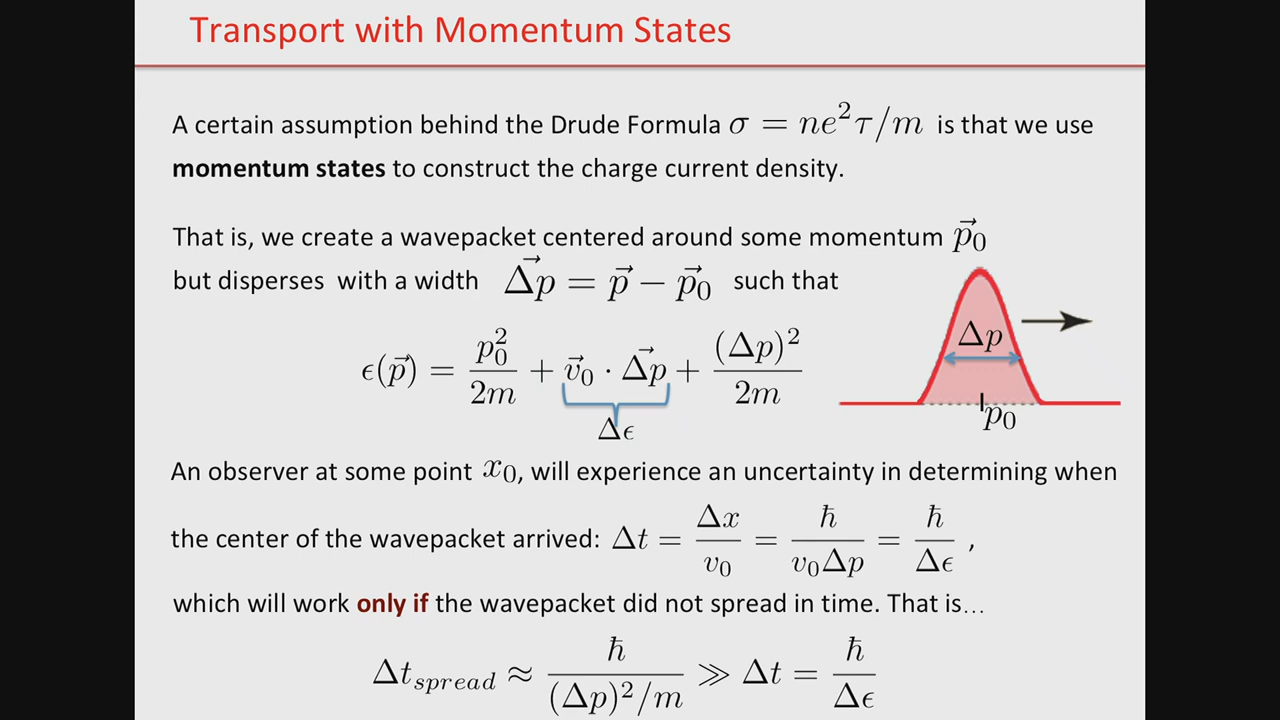 Transport with Momentum States
A certain assumption behind the Drude Formula σ = ne²τ/m is that we use
momentum states to construct the charge current density.
That is, we create a wavepacket centered around some momentum p⃗₀
but disperses with a width Δ⃗p = p⃗ − p⃗₀ such that
ϵ(p⃗) = p₀²/2m + v⃗₀ · Δ⃗p + (Δp)²/2m
Δϵ
Δp
p₀
An observer at some point x₀, will experience an uncertainty in determining when
the center of the wavepacket arrived: Δt = Δx/v₀ = ℏ/v₀Δp = ℏ/Δϵ ,
which will work only if the wavepacket did not spread in time. That is…
Δt_spread ≈ ℏ/(Δp)²/m ≫ Δt = ℏ/Δϵ